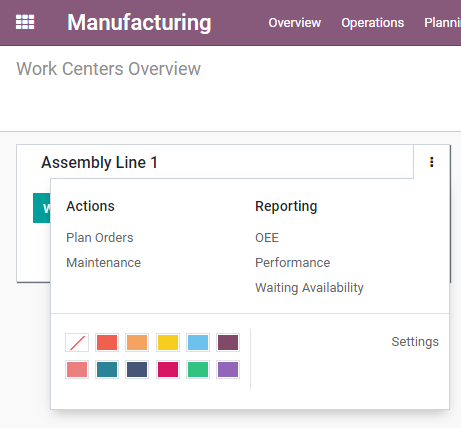 Manufacturing Overview Operations
Work Centers Overview
Assembly Line 1
Actions Reporting
Plan Orders OEE
Maintenance Performance
Waiting Availability
Settings